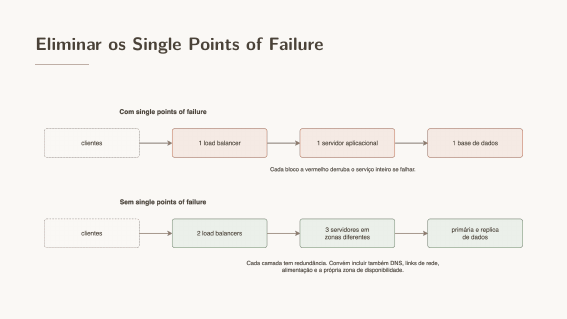 Eliminar os Single Points of Failure
Com single points of failure
clientes
1 load balancer
1 servidor aplicacional
1 base de dados
Cada bloco a vermelho derruba o serviço inteiro se falhar.
Sem single points of failure
clientes
2 load balancers
3 servidores em
zonas diferentes
primária e replica
de dados
Cada camada tem redundância. Convém incluir também DNS, links de rede,
alimentação e a própria zona de disponibilidade.